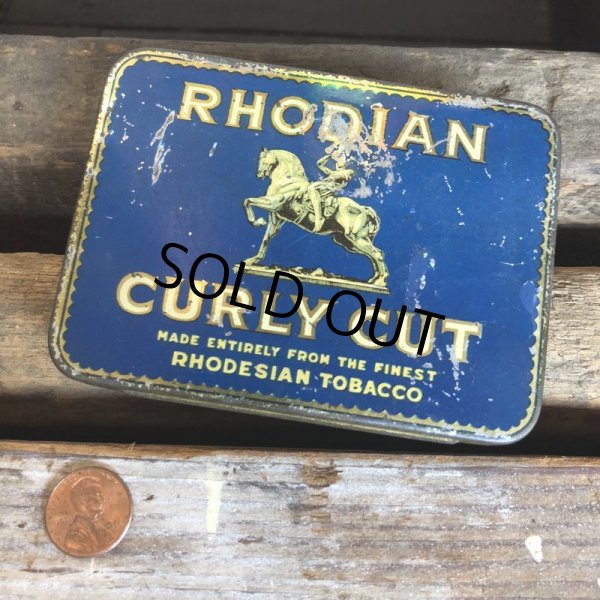 RHODIAN
SOLD OUT
CURLY CUT
MADE ENTIRELY FROM THE FINEST
RHODESIAN TOBACCO